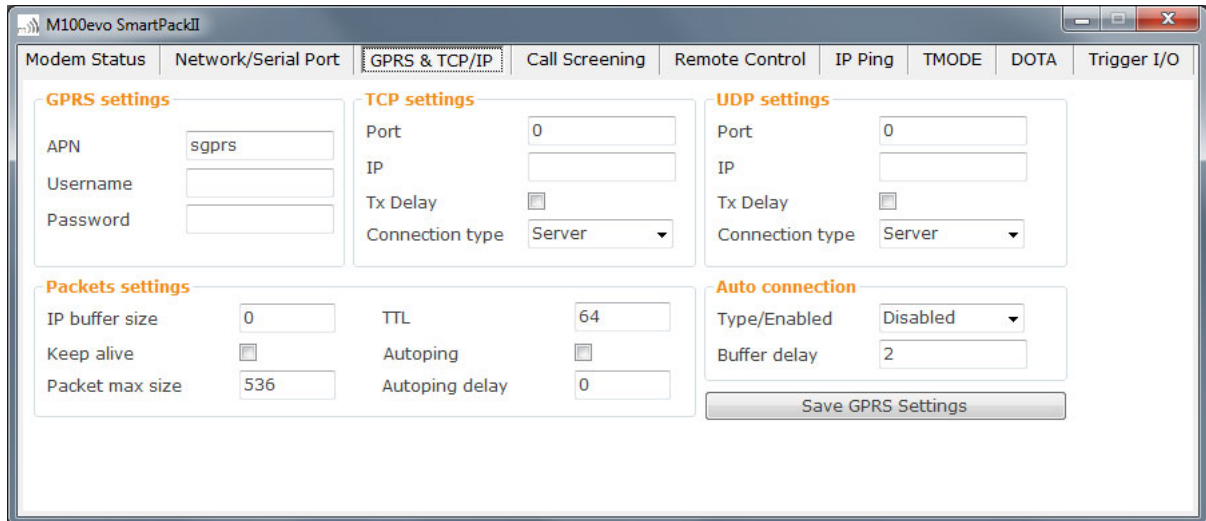 M100evo SmartPackII
Modem Status Network/Serial Port GPRS & TCP/IP Call Screening Remote Control IP Ping TMODE DOTA Trigger I/O
GPRS settings
APN sgprs
Username
Password
TCP settings
Port 0
IP
Tx Delay
Connection type Server
UDP settings
Port 0
IP
Tx Delay
Connection type Server
Packets settings
IP buffer size 0 TTL 64
Keep alive Autoping
Packet max size 536 Autoping delay 0
Auto connection
Type/Enabled Disabled
Buffer delay 2
Save GPRS Settings